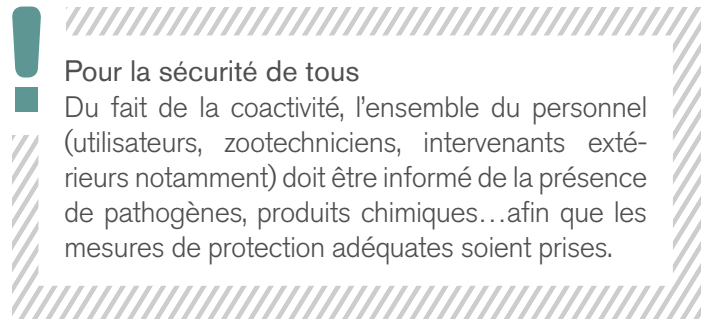 !
Pour la sécurité de tous
Du fait de la coactivité, l’ensemble du personnel
(utilisateurs, zootechniciens, intervenants exté-
rieurs notamment) doit être informé de la présence
de pathogènes, produits chimiques…afin que les
mesures de protection adéquates soient prises.